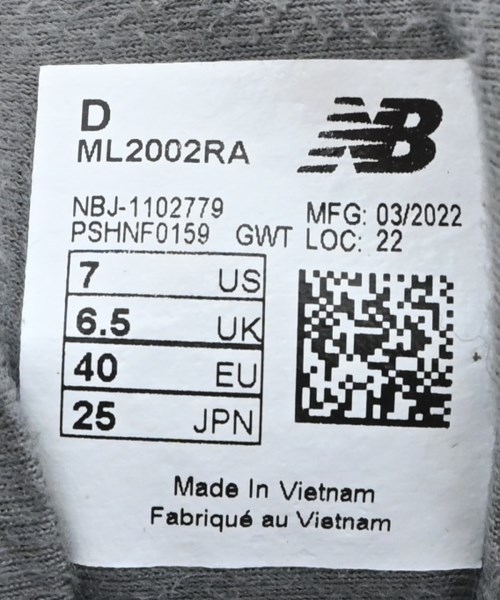 D
ML2002RA
NB
NBJ-1102779
PSHNF0159 GWT
MFG: 03/2022
LOC: 22
7 US
6.5 UK
40 EU
25 JPN
Made In Vietnam
Fabriqué au Vietnam